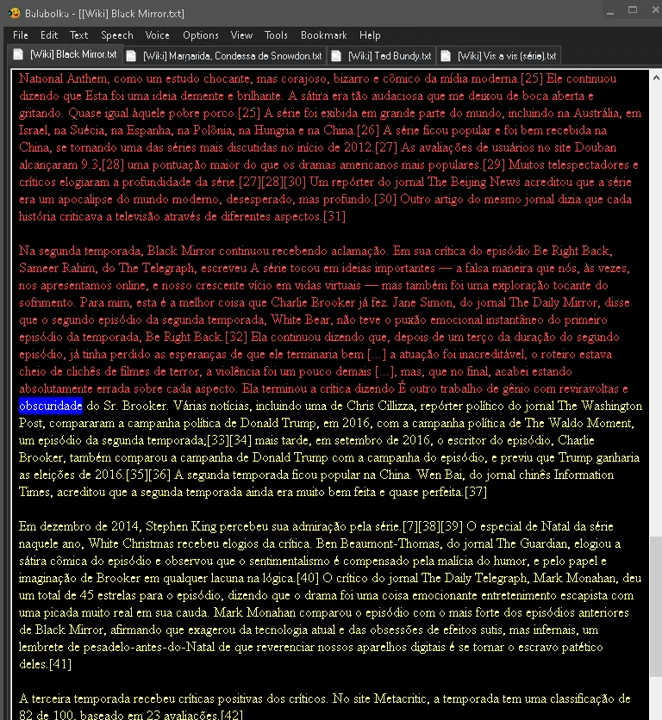 Balabolka - [[Wiki] Black Mirror.txt]
File Edit Text Speech Voice Options View Tools Bookmark Help
[Wiki] Black Mirror.txt [Wiki] Margarida, Condessa de Snowdon.txt [Wiki] Ted Bundy.txt [Wiki] Vis a vis (série).txt
National Anthem, como um estudo chocante, mas corajoso, bizarro e cômico da mídia moderna.[25] Ele continuou
dizendo que Esta foi uma ideia demente e brilhante. A sátira era tão audaciosa que me deixou de boca aberta e
gritando. Quase igual àquele pobre porco.[25] A série foi exibida em grande parte do mundo, incluindo na Austrália, em
Israel, na Suécia, na Espanha, na Polônia, na Hungria e na China.[26] A série ficou popular e foi bem recebida na
China, se tornando uma das séries mais discutidas no início de 2012.[27] As avaliações de usuários no site Douban
alcançaram 9.3,[28] uma pontuação maior do que os dramas americanos mais populares.[29] Muitos telespectadores e
críticos elogiaram a profundidade da série.[27][28][30] Um repórter do jornal The Beijing News acreditou que a série
era um apocalipse do mundo moderno, desesperado, mas profundo.[30] Outro artigo do mesmo jornal dizia que cada
história criticava a televisão através de diferentes aspectos.[31]
Na segunda temporada, Black Mirror continuou recebendo aclamação. Em sua crítica do episódio Be Right Back,
Sameer Rahim, do The Telegraph, escreveu A série tocou em ideias importantes — a falsa maneira que nós, às vezes,
nos apresentamos online, e nosso crescente vício em vidas virtuais — mas também foi uma exploração tocante do
sofrimento. Para mim, esta é a melhor coisa que Charlie Brooker já fez. Jane Simon, do jornal The Daily Mirror, disse
que o segundo episódio da segunda temporada, White Bear, não teve o puxão emocional instantâneo do primeiro
episódio da temporada, Be Right Back.[32] Ela continuou dizendo que, depois de um terço da duração do segundo
episódio, já tinha perdido as esperanças de que ele terminaria bem [...] a atuação foi inacreditável, o roteiro estava
cheio de clichês de filmes de terror, a violência foi um pouco demais [...], mas, que no final, acabei estando
absolutamente errada sobre cada aspecto. Ela terminou a crítica dizendo É outro trabalho de gênio com reviravoltas e
obscuridade do Sr. Brooker. Várias notícias, incluindo uma de Chris Cillizza, repórter político do jornal The Washington
Post, compararam a campanha política de Donald Trump, em 2016, com a campanha política de The Waldo Moment,
um episódio da segunda temporada;[33][34] mais tarde, em setembro de 2016, o escritor do episódio, Charlie
Brooker, também comparou a campanha de Donald Trump com a campanha do episódio, e previu que Trump ganharia
as eleições de 2016.[35][36] A segunda temporada ficou popular na China. Wen Bai, do jornal chinês Information
Times, acreditou que a segunda temporada ainda era muito bem feita e quase perfeita.[37]
Em dezembro de 2014, Stephen King percebeu sua admiração pela série.[7][38][39] O especial de Natal da série
naquele ano, White Christmas recebeu elogios da crítica. Ben Beaumont-Thomas, do jornal The Guardian, elogiou a
sátira cômica do episódio e observou que o sentimentalismo é compensado pela malícia do humor, e pelo papel e
imaginação de Brooker em qualquer lacuna na lógica.[40] O crítico do jornal The Daily Telegraph, Mark Monahan, deu
um total de 45 estrelas para o episódio, dizendo que o drama foi uma coisa emocionante entretenimento escapista com
uma picada muito real em sua cauda. Mark Monahan comparou o episódio com o mais forte dos episódios anteriores
de Black Mirror, afirmando que exagerou da tecnologia atual e das obsessões de efeitos sutis, mas infernais, um
lembrete de pesadelo-antes-do-Natal de que reverenciar nossos aparelhos digitais é se tornar o escravo patético
deles.[41]
A terceira temporada recebeu críticas positivas dos críticos. No site Metacritic, a temporada tem uma classificação de
82 de 100, baseado em 23 avaliações.[42]